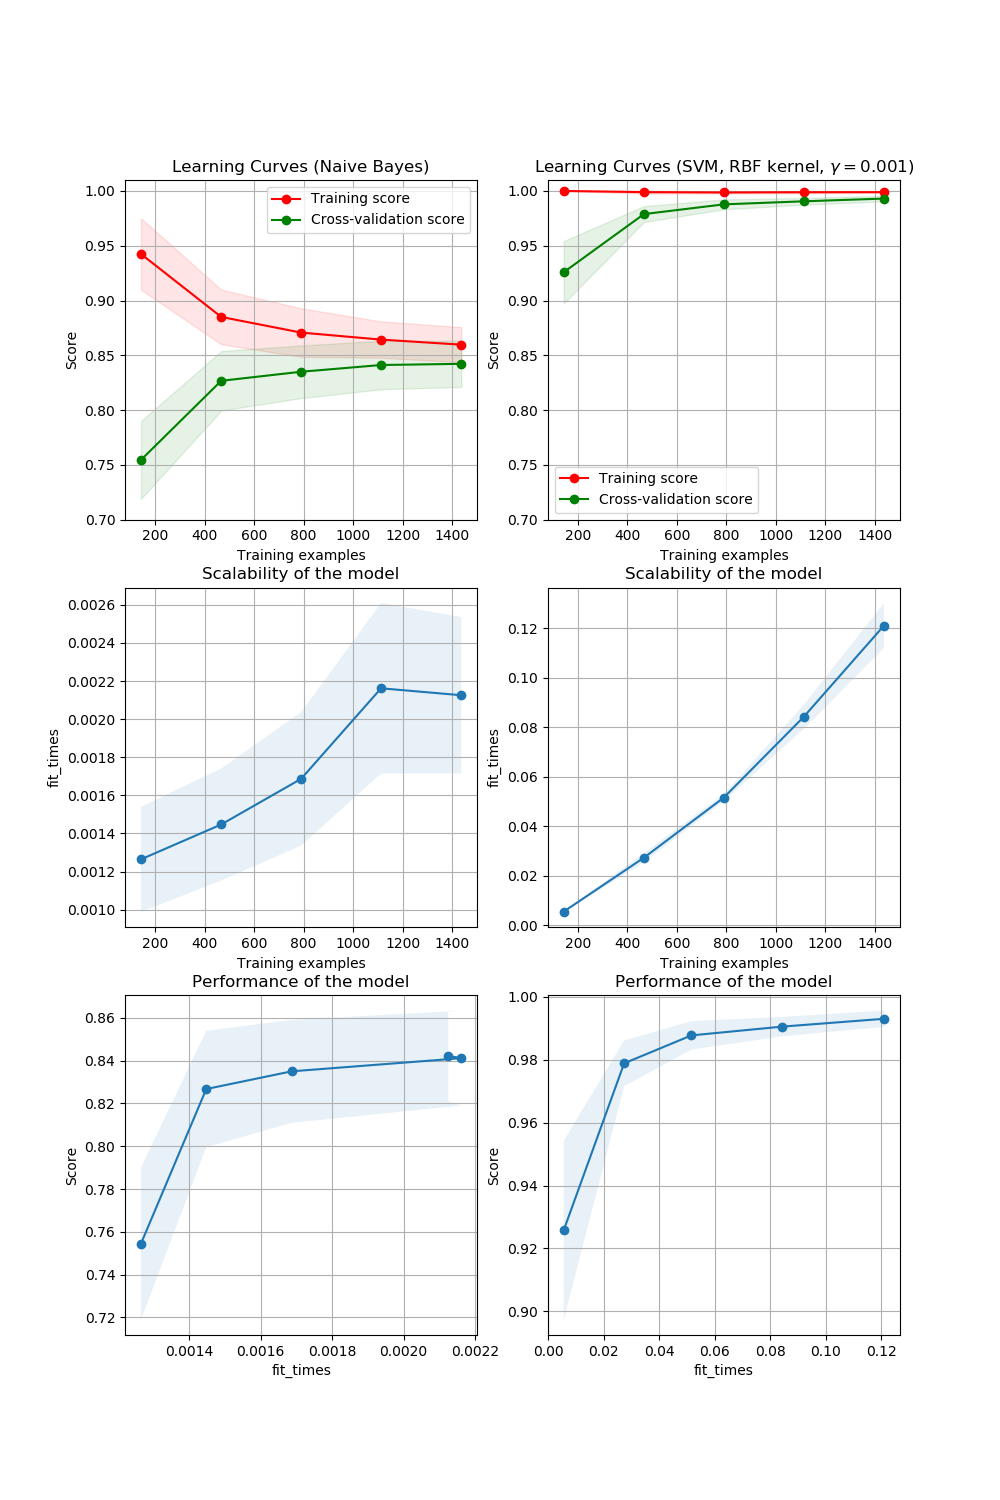 Learning Curves (Naive Bayes)
1.00
0.95
0.90
0.85
0.80
0.75
0.70
Score
Training score
Cross-validation score
200 400 600 800 1000 1200 1400
Training examples
Learning Curves (SVM, RBF kernel, γ = 0.001)
1.00
0.95
0.90
0.85
0.80
0.75
0.70
Score
Training score
Cross-validation score
200 400 600 800 1000 1200 1400
Training examples
Scalability of the model
0.0026
0.0024
0.0022
0.0020
0.0018
0.0016
0.0014
0.0012
0.0010
fit_times
200 400 600 800 1000 1200 1400
Training examples
Scalability of the model
0.12
0.10
0.08
0.06
0.04
0.02
0.00
fit_times
200 400 600 800 1000 1200 1400
Training examples
Performance of the model
0.86
0.84
0.82
0.80
0.78
0.76
0.74
0.72
Score
0.0014 0.0016 0.0018 0.0020 0.0022
fit_times
Performance of the model
1.00
0.98
0.96
0.94
0.92
0.90
Score
0.00 0.02 0.04 0.06 0.08 0.10 0.12
fit_times